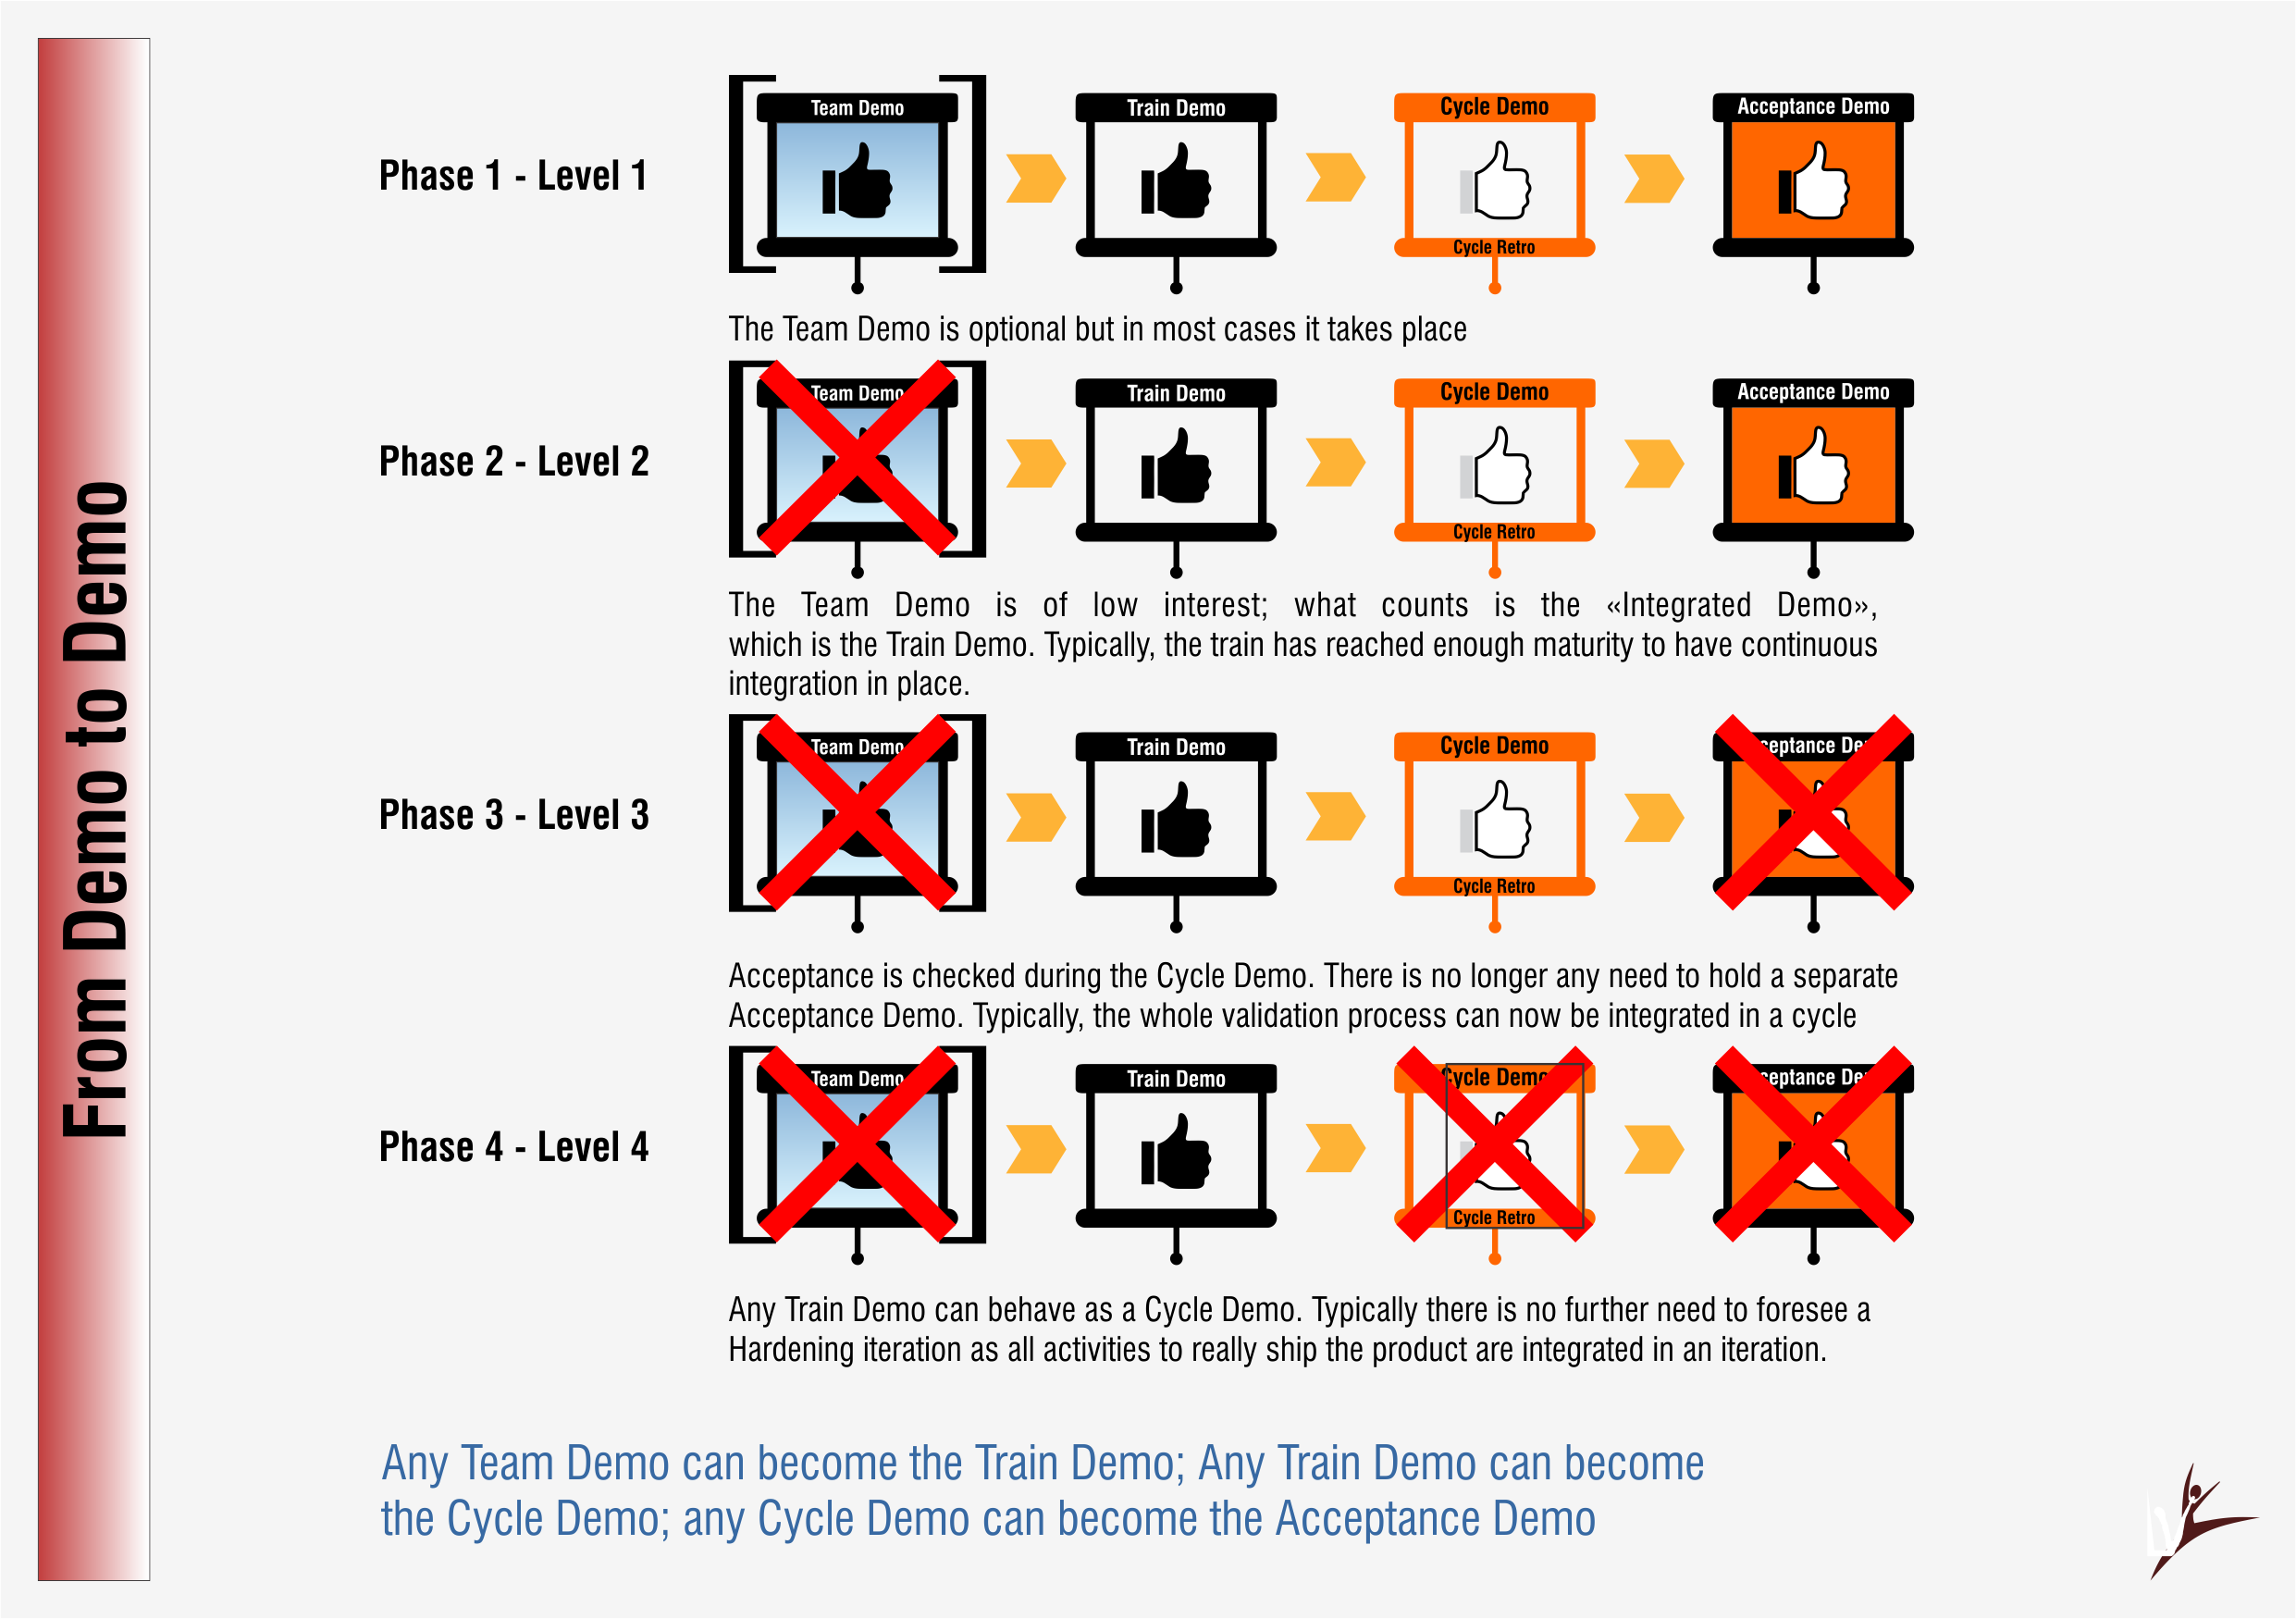 From Demo to Demo
Phase 1 - Level 1
Team Demo
Train Demo
Cycle Demo
Cycle Retro
Acceptance Demo
The Team Demo is optional but in most cases it takes place
Phase 2 - Level 2
Team Demo
Train Demo
Cycle Demo
Cycle Retro
Acceptance Demo
The Team Demo is of low interest; what counts is the «Integrated Demo»,
which is the Train Demo. Typically, the train has reached enough maturity to have continuous
integration in place.
Phase 3 - Level 3
Team Demo
Train Demo
Cycle Demo
Cycle Retro
ceptance De
Acceptance is checked during the Cycle Demo. There is no longer any need to hold a separate
Acceptance Demo. Typically, the whole validation process can now be integrated in a cycle
Phase 4 - Level 4
Team Demo
Train Demo
Cycle Demo
Cycle Retro
ceptance De
Any Train Demo can behave as a Cycle Demo. Typically there is no further need to foresee a
Hardening iteration as all activities to really ship the product are integrated in an iteration.
Any Team Demo can become the Train Demo; Any Train Demo can become
the Cycle Demo; any Cycle Demo can become the Acceptance Demo